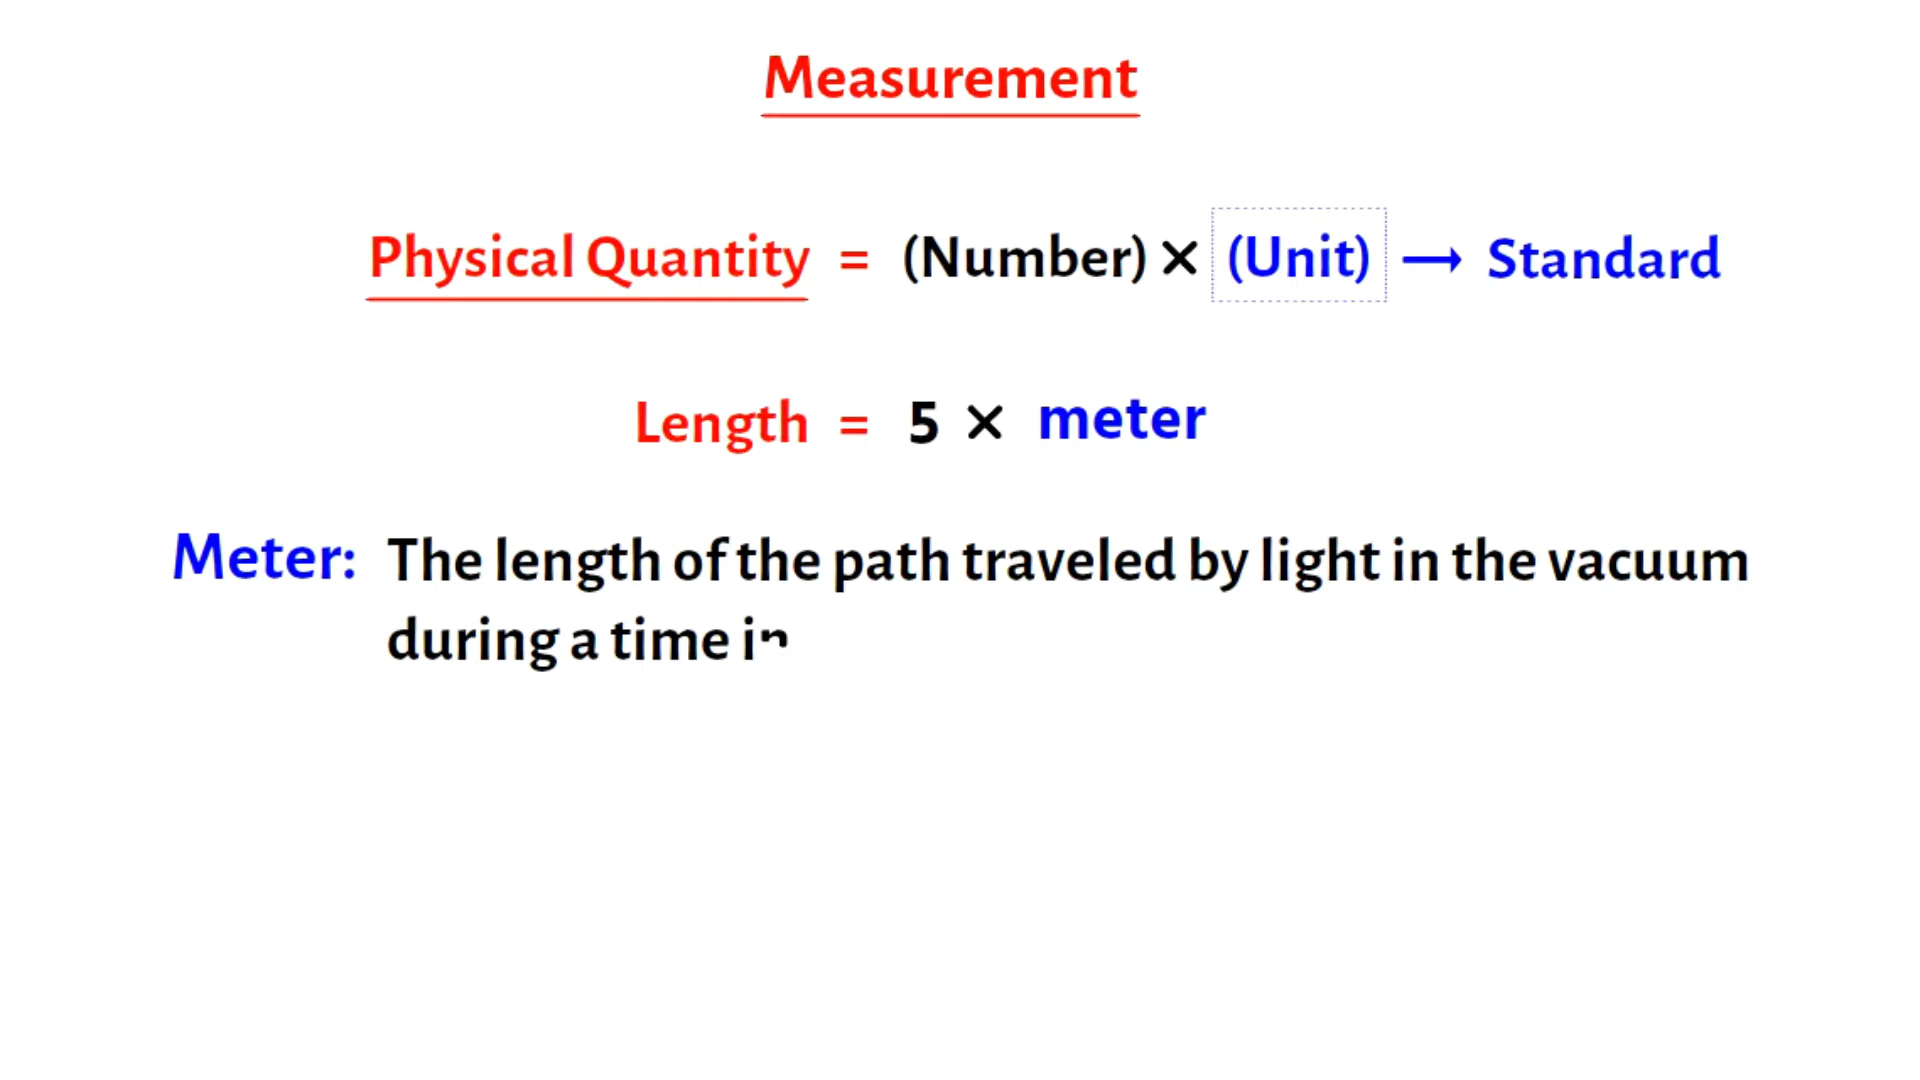 Measurement
Physical Quantity = (Number) × (Unit) → Standard
Length = 5 × meter
Meter: The length of the path traveled by light in the vacuum
during a time in